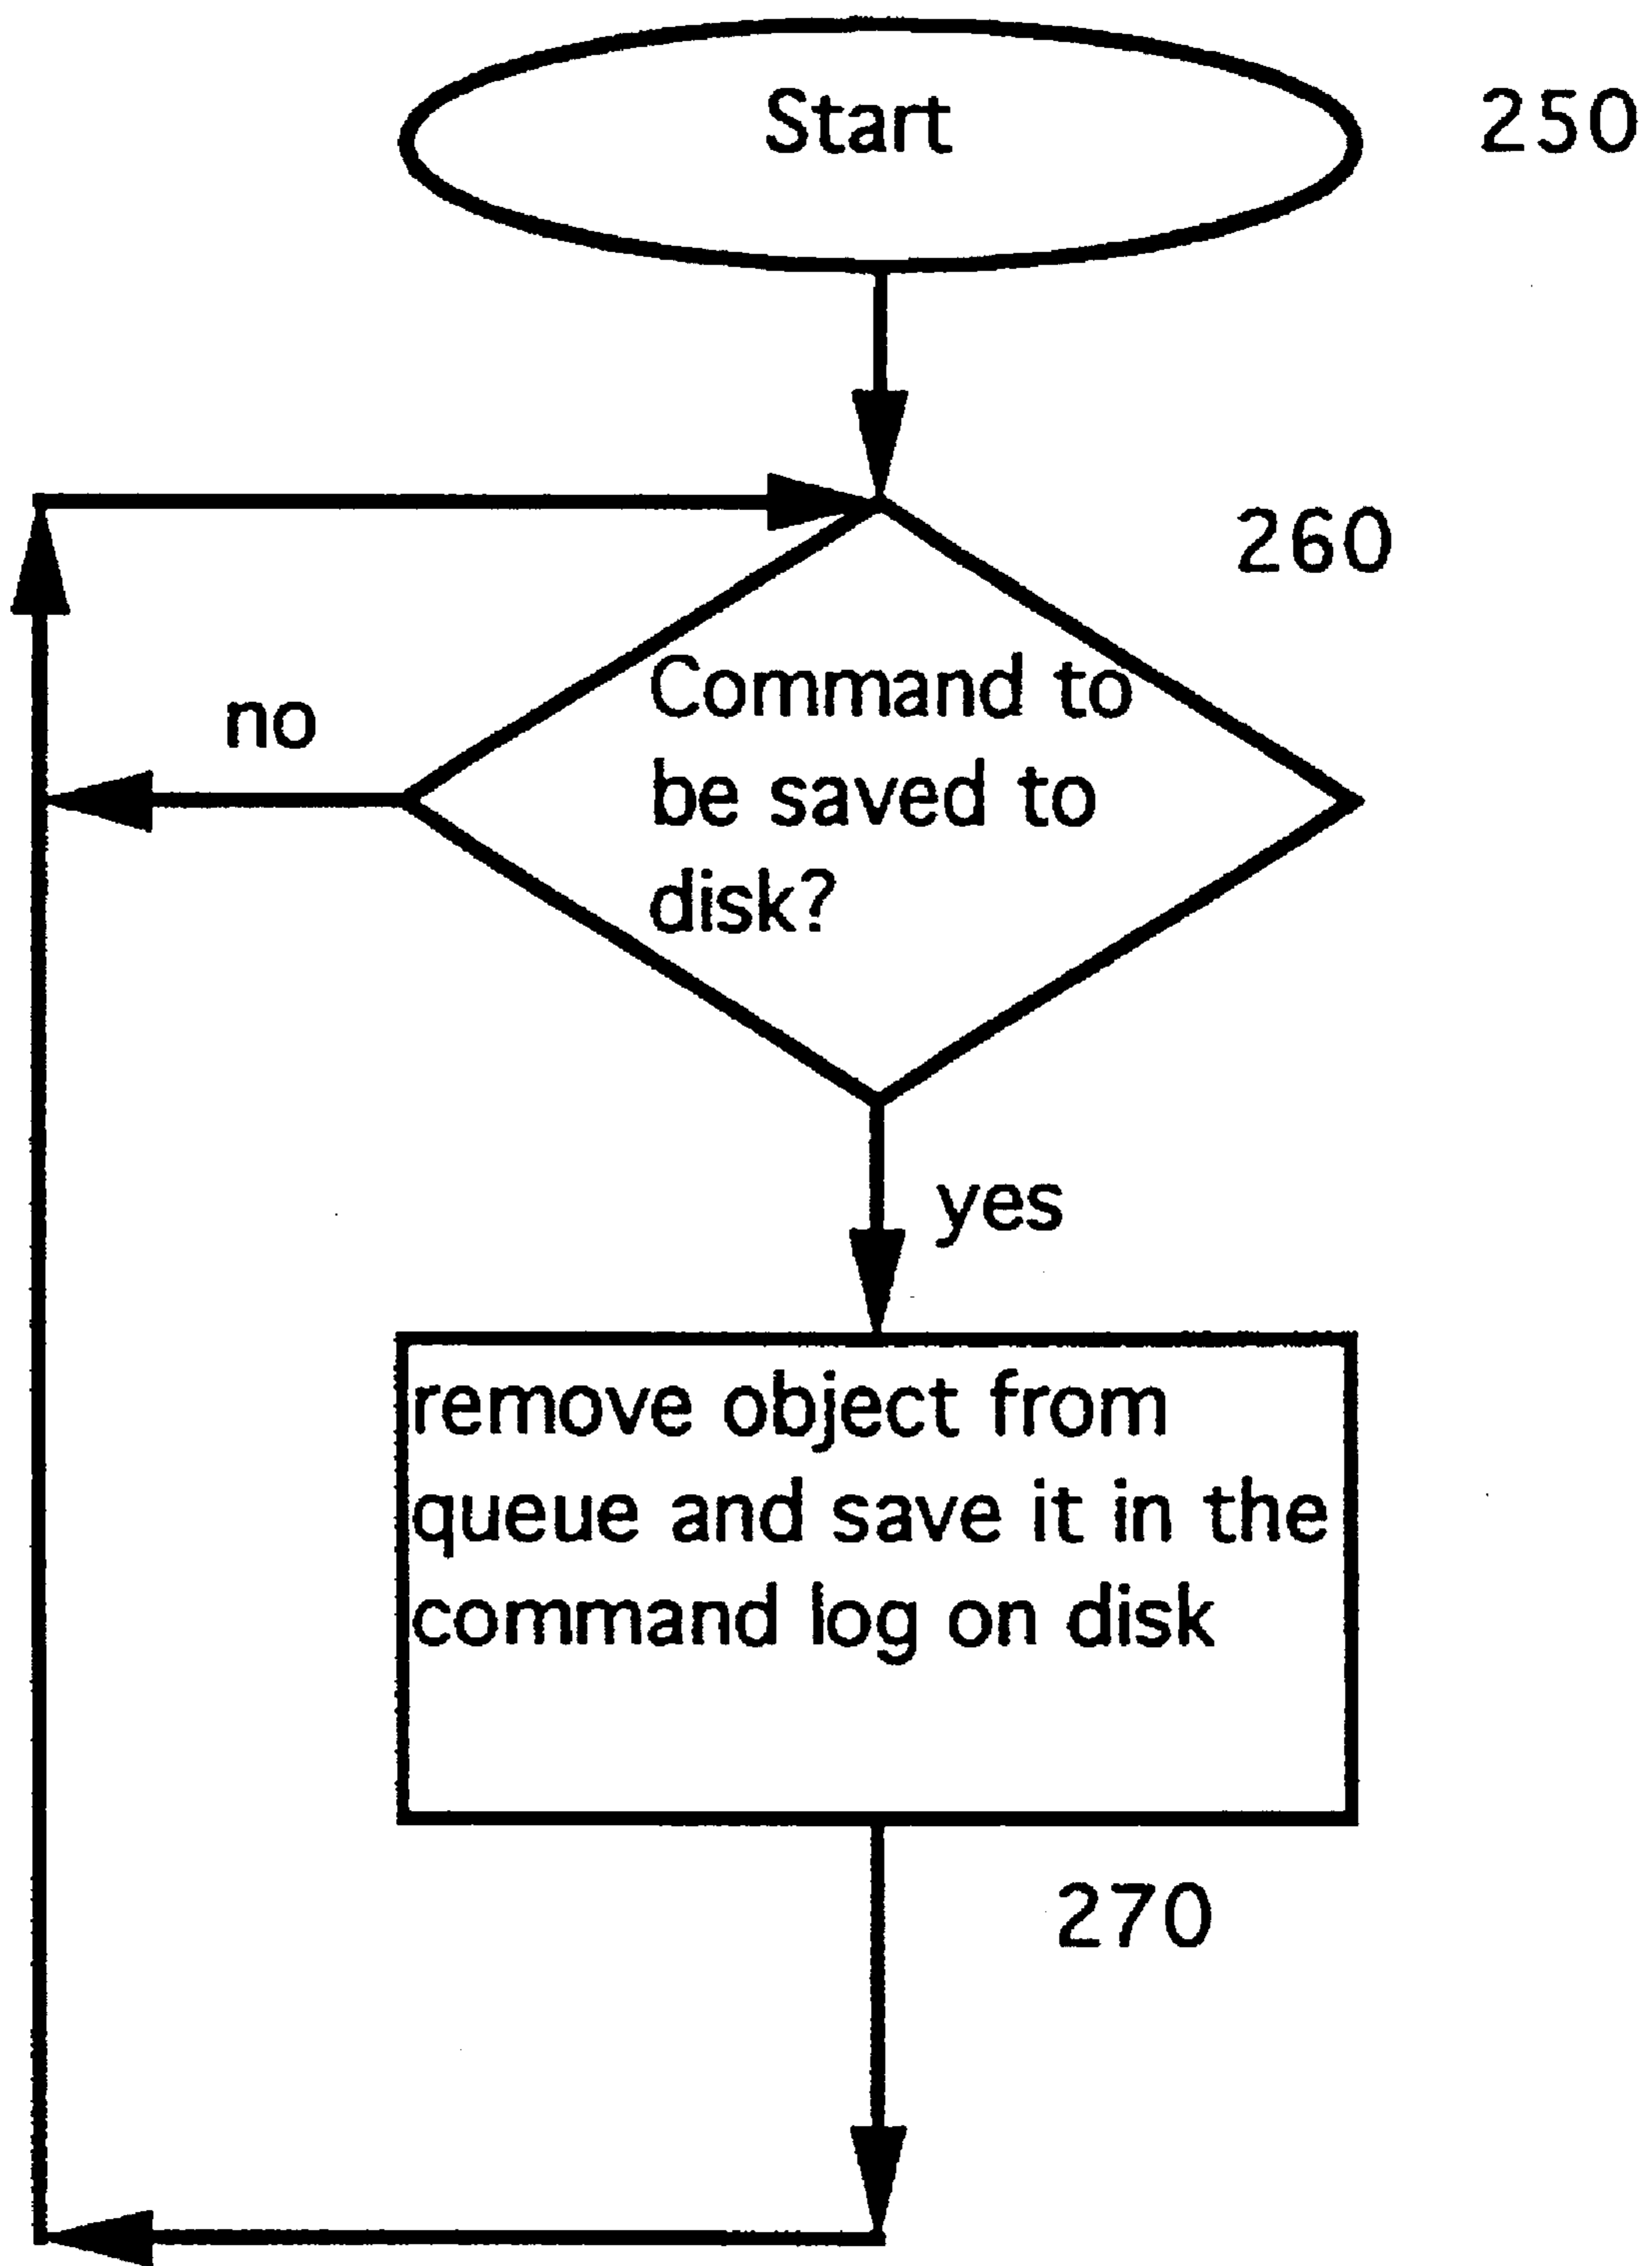 Start
250
260
Command to
be saved to
disk?
no
yes
remove object from
queue and save it in the
command log on disk
270